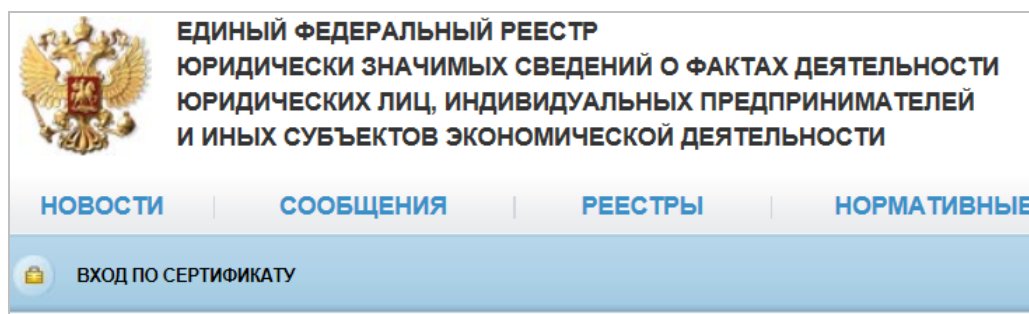 ЕДИНЫЙ ФЕДЕРАЛЬНЫЙ РЕЕСТР
ЮРИДИЧЕСКИ ЗНАЧИМЫХ СВЕДЕНИЙ О ФАКТАХ ДЕЯТЕЛЬНОСТИ
ЮРИДИЧЕСКИХ ЛИЦ, ИНДИВИДУАЛЬНЫХ ПРЕДПРИНИМАТЕЛЕЙ
И ИНЫХ СУБЪЕКТОВ ЭКОНОМИЧЕСКОЙ ДЕЯТЕЛЬНОСТИ
НОВОСТИ СООБЩЕНИЯ РЕЕСТРЫ НОРМАТИВНЫЕ
ВХОД ПО СЕРТИФИКАТУ